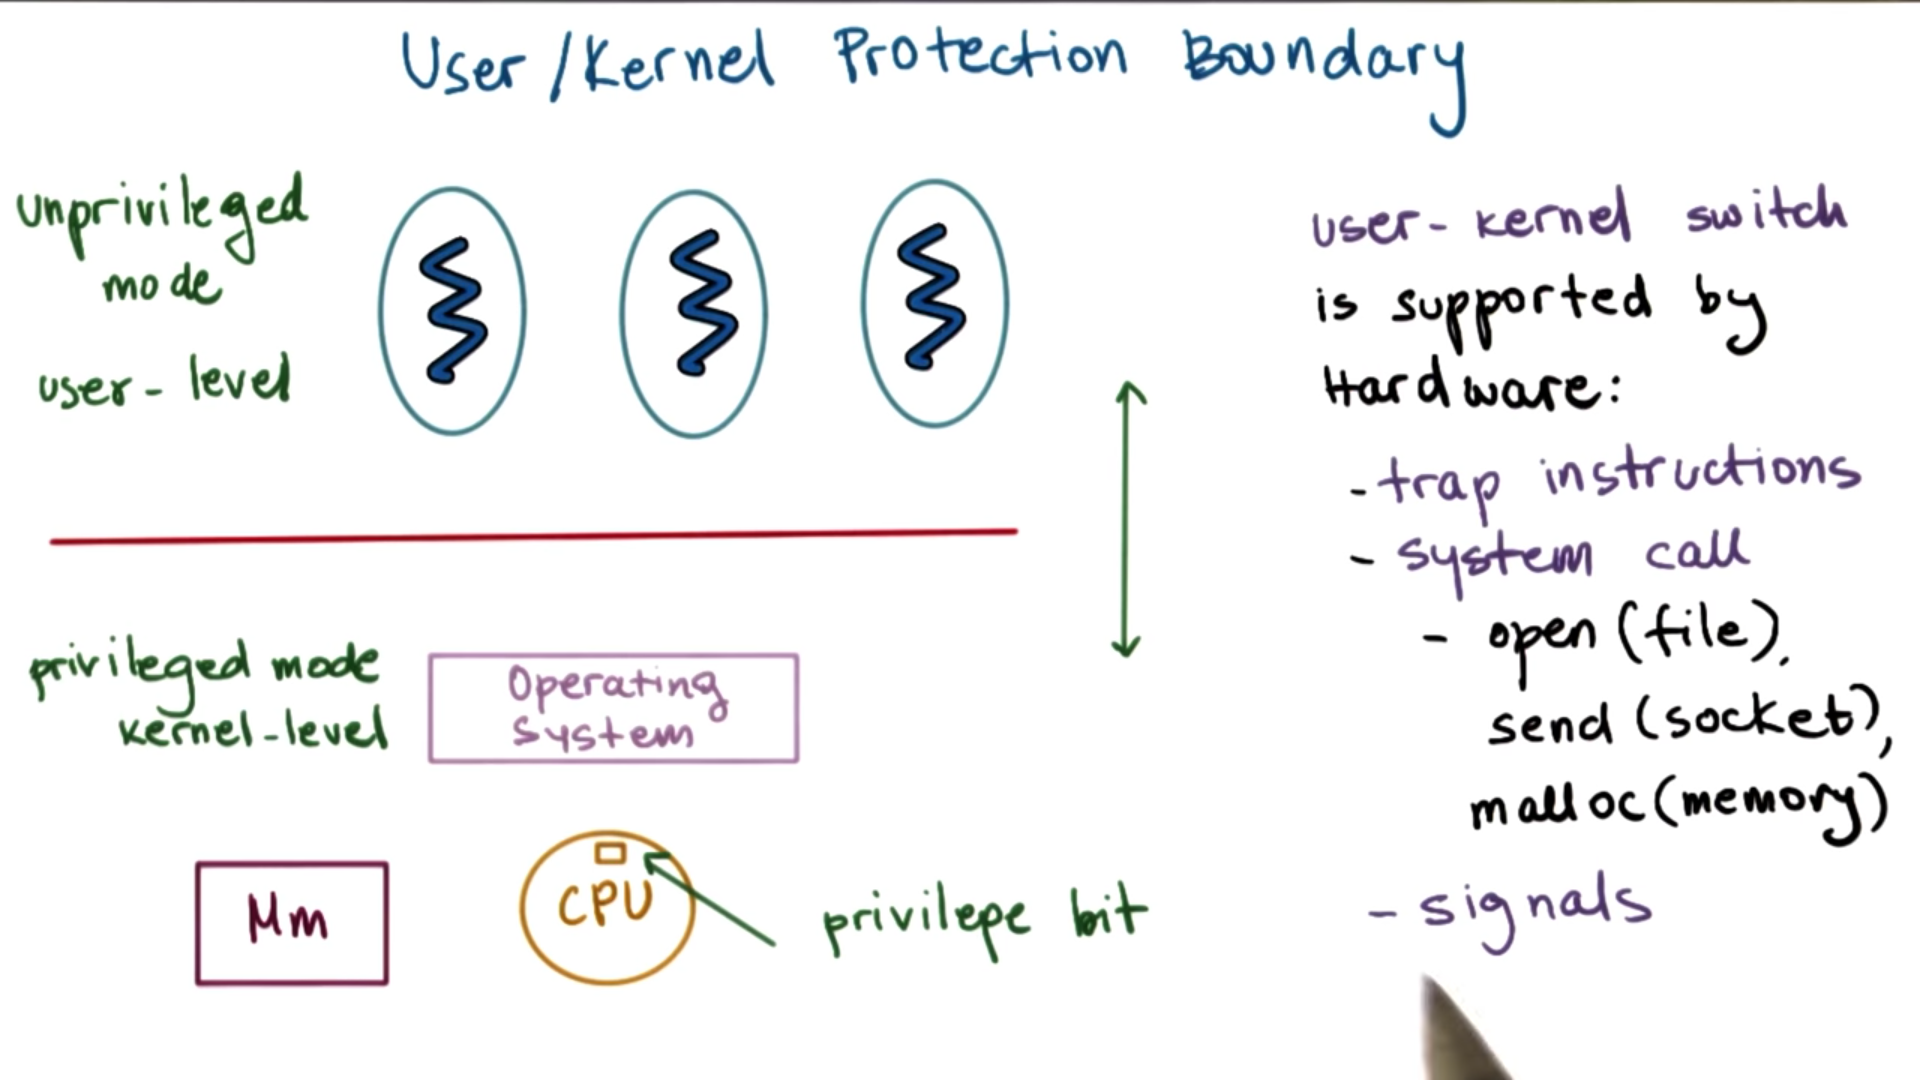 User/Kernel Protection Boundary
unprivileged
mode
user-level
privileged mode
kernel-level
Operating
System
Mm
CPU
privilege bit
user-kernel switch
is supported by
Hardware:
- trap instructions
- system call
- open(file),
send(socket),
malloc(memory)
- signals